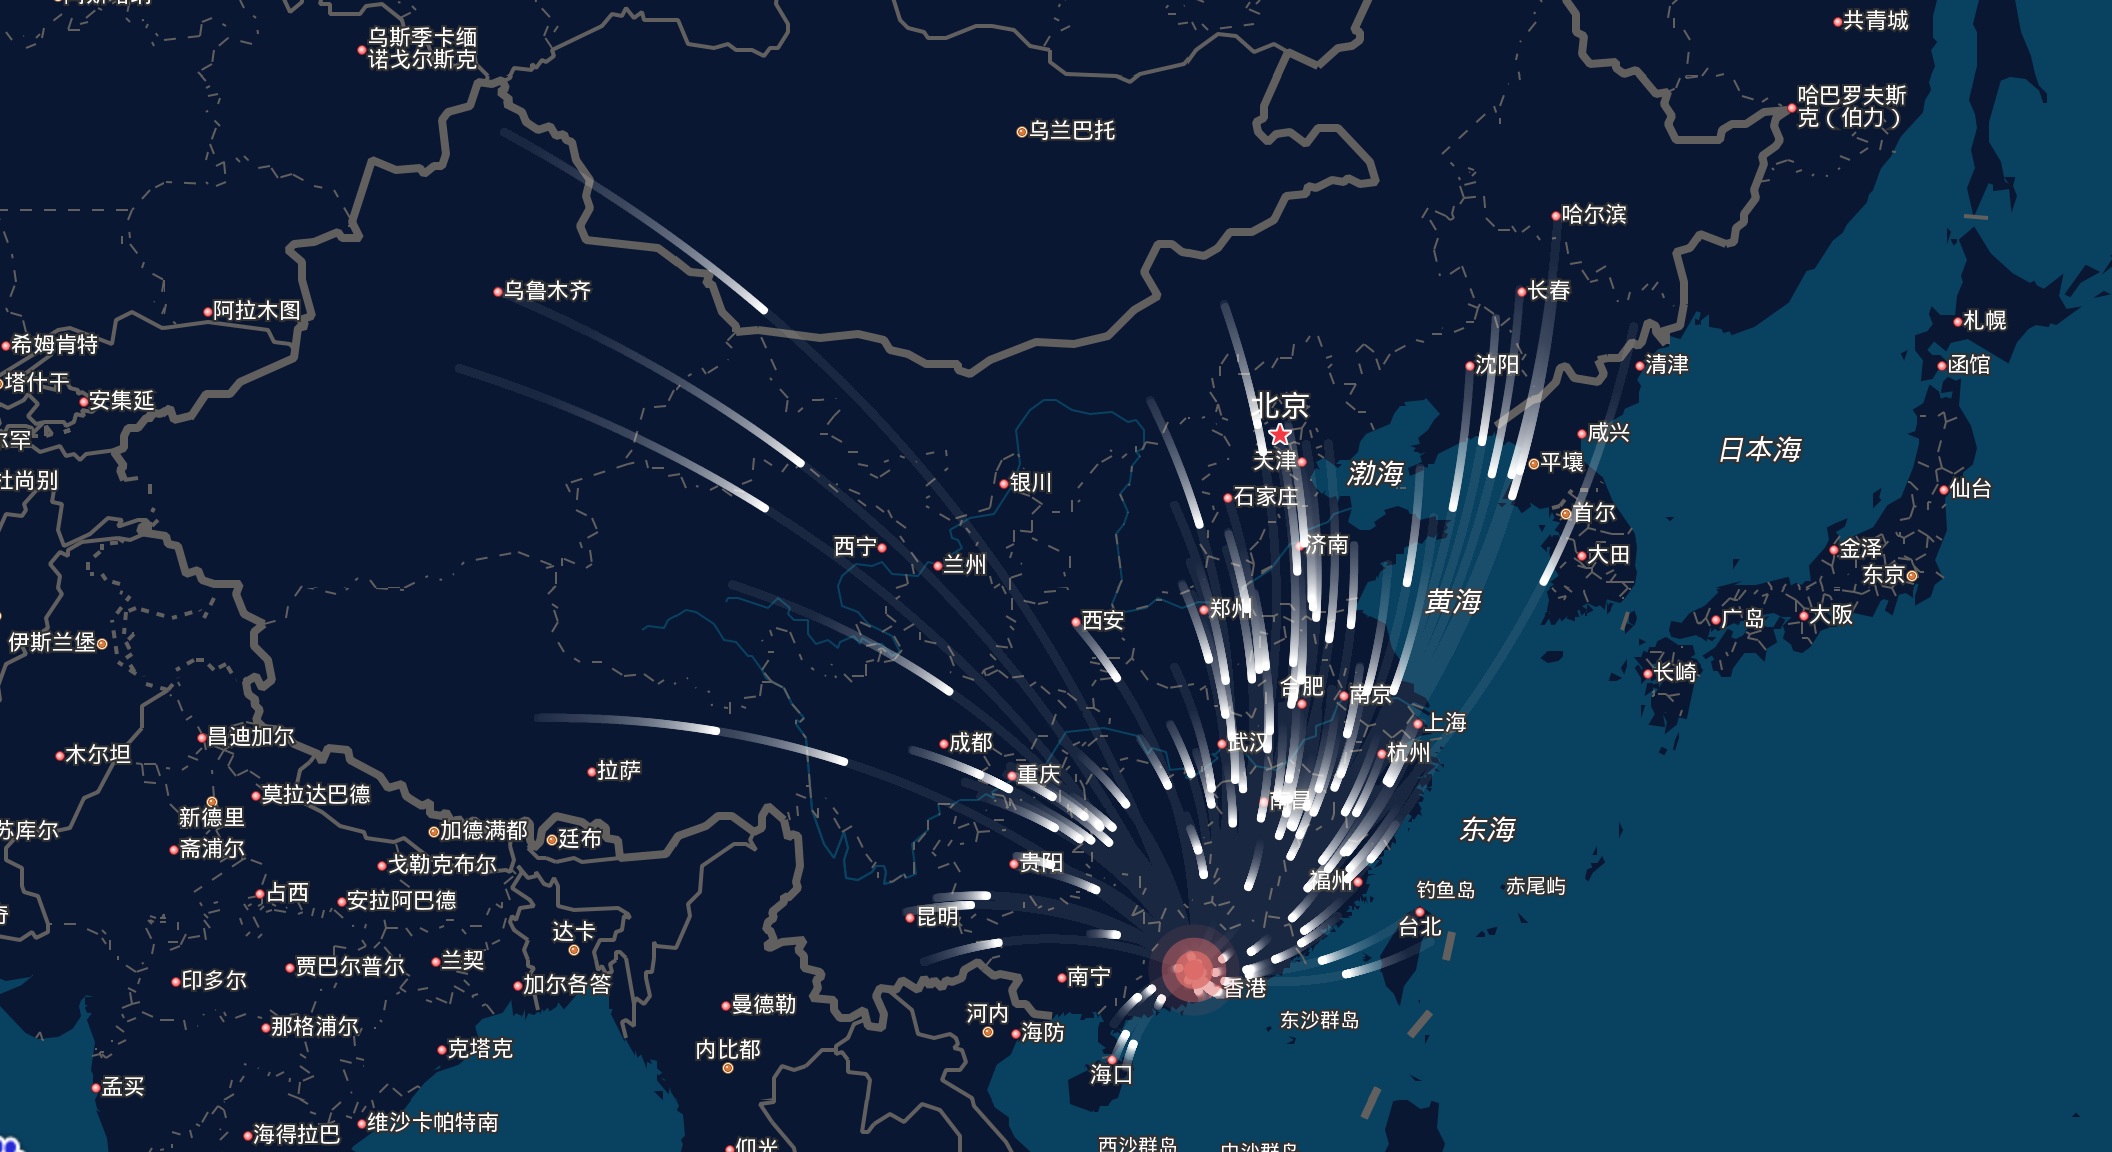 共青城
乌斯季卡缅
诺戈尔斯克
哈巴罗夫斯
克（伯力）
乌兰巴托
哈尔滨
乌鲁木齐
长春
阿拉木图
札幌
希姆肯特
沈阳
清津
函馆
塔什干
安集延
北京
咸兴
日本海
天津
平壤
渤海
杜尚别
银川
石家庄
仙台
首尔
西宁
济南
金泽
兰州
大田
东京
黄海
郑州
西安
广岛
大阪
伊斯兰堡
长崎
合肥
南京
上海
昌迪加尔
成都
武汉
杭州
木尔坦
拉萨
重庆
莫拉达巴德
南昌
新德里
苏库尔
加德满都
廷布
东海
斋浦尔
戈勒克布尔
贵阳
福州
钓鱼岛
赤尾屿
占西
安拉阿巴德
昆明
台北
达卡
兰契
贾巴尔普尔
印多尔
加尔各答
南宁
香港
曼德勒
河内
东沙群岛
那格浦尔
海防
克塔克
内比都
海口
孟买
维沙卡帕特南
海得拉巴
仰光
西沙群岛
中沙群岛